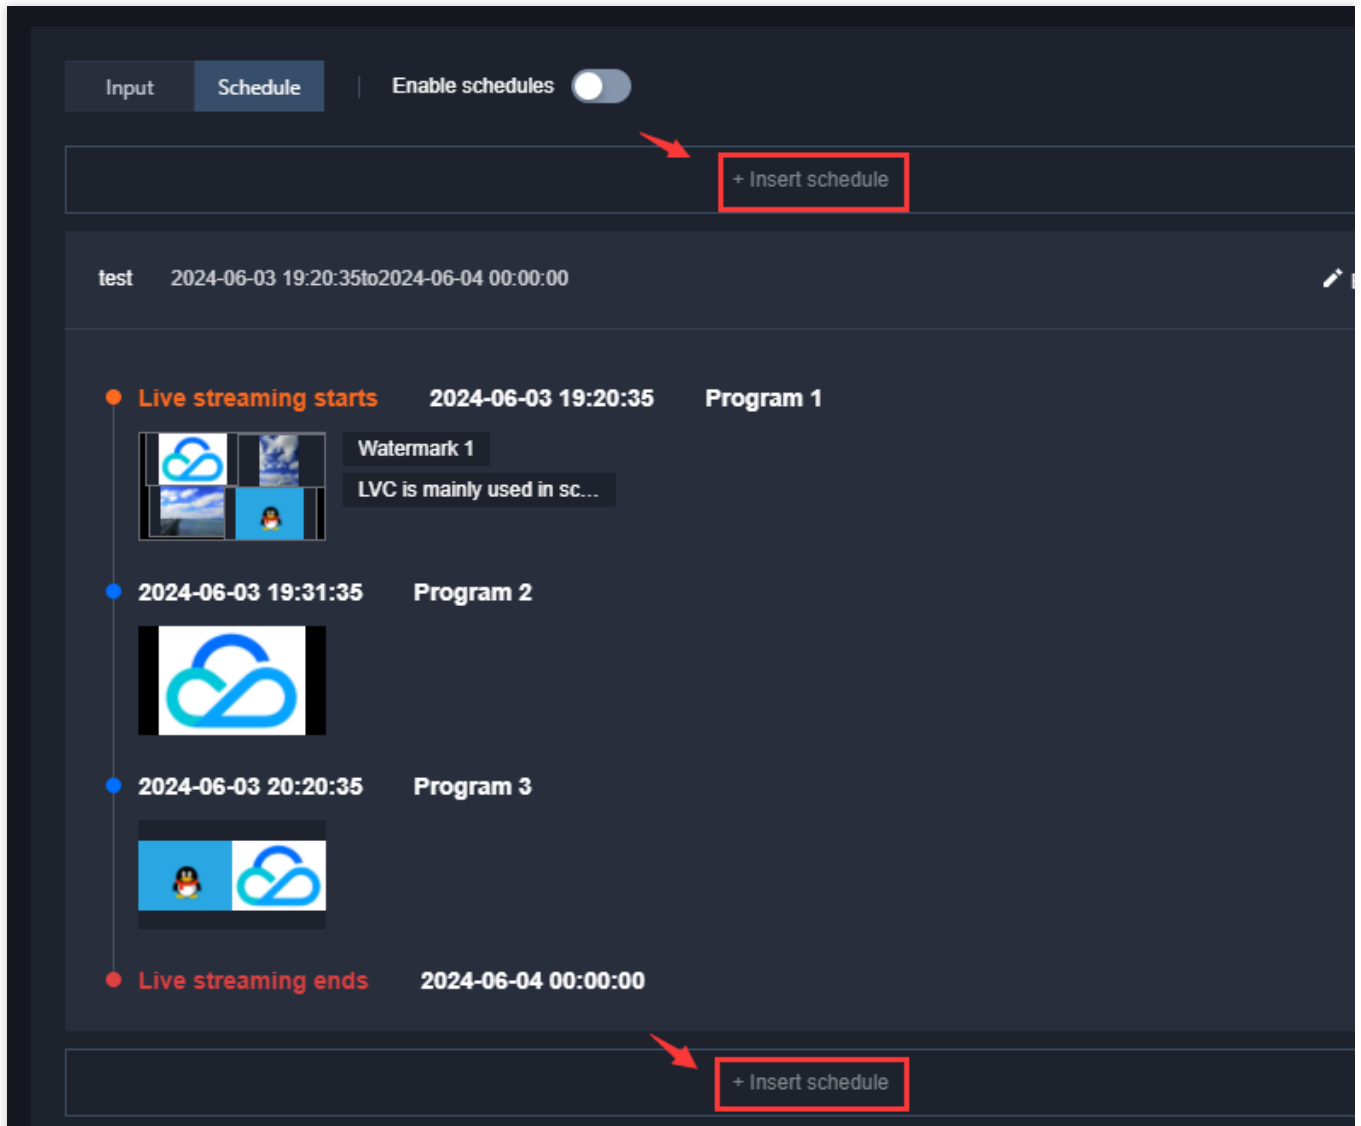 Input Schedule Enable schedules
+ Insert schedule
test 2024-06-03 19:20:35to2024-06-04 00:00:00
Live streaming starts 2024-06-03 19:20:35 Program 1
Watermark 1
LVC is mainly used in sc...
2024-06-03 19:31:35 Program 2
2024-06-03 20:20:35 Program 3
Live streaming ends 2024-06-04 00:00:00
+ Insert schedule